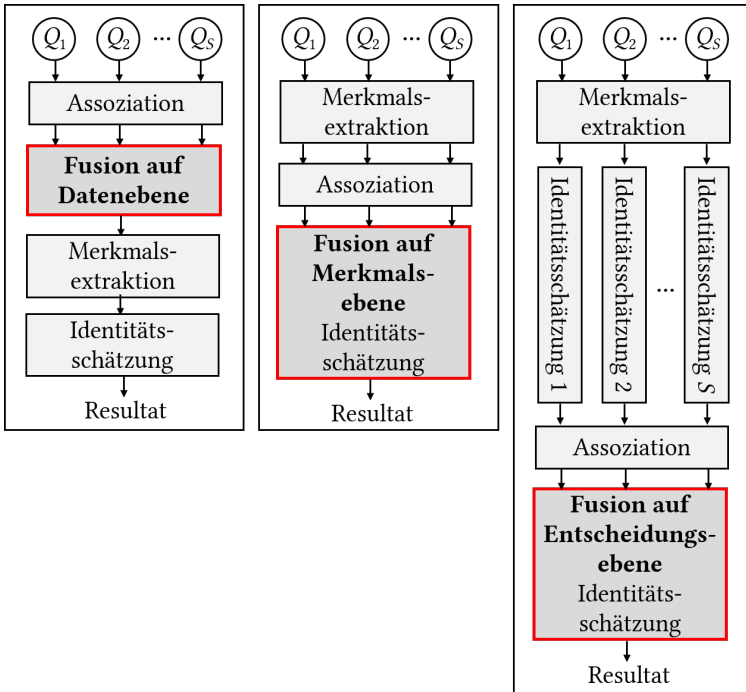 Q1 Q2 ... QS
Assoziation
Fusion auf
Datenebene
Merkmals-
extraktion
Identitäts-
schätzung
Resultat
Q1 Q2 ... QS
Merkmals-
extraktion
Assoziation
Fusion auf
Merkmals-
ebene
Identitäts-
schätzung
Resultat
Q1 Q2 ... QS
Merkmals-
extraktion
Identitätsschätzung 1
Identitätsschätzung 2
...
Identitätsschätzung S
Assoziation
Fusion auf
Entscheidungs-
ebene
Identitäts-
schätzung
Resultat